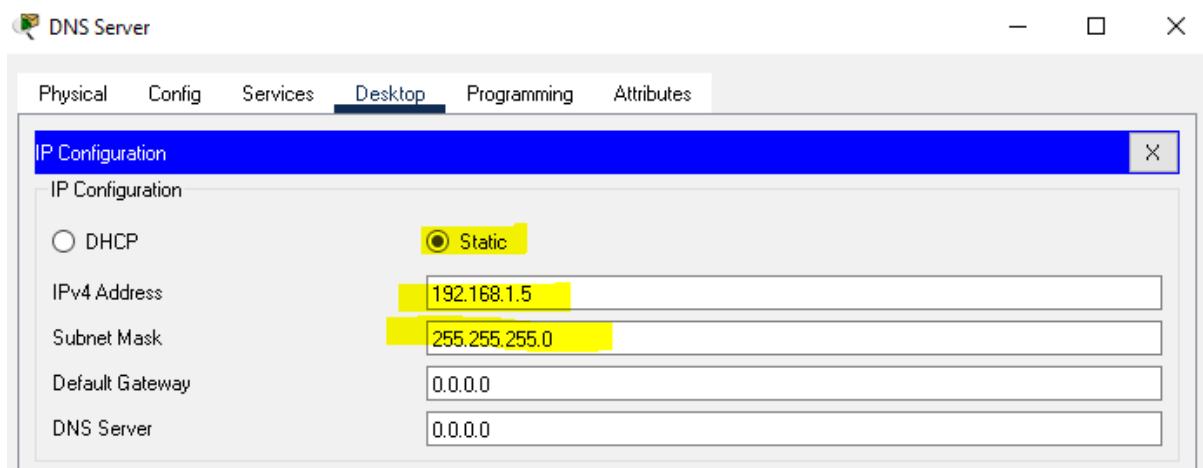 DNS Server
Physical Config Services Desktop Programming Attributes
IP Configuration X
IP Configuration
DHCP Static
IPv4 Address 192.168.1.5
Subnet Mask 255.255.255.0
Default Gateway 0.0.0.0
DNS Server 0.0.0.0